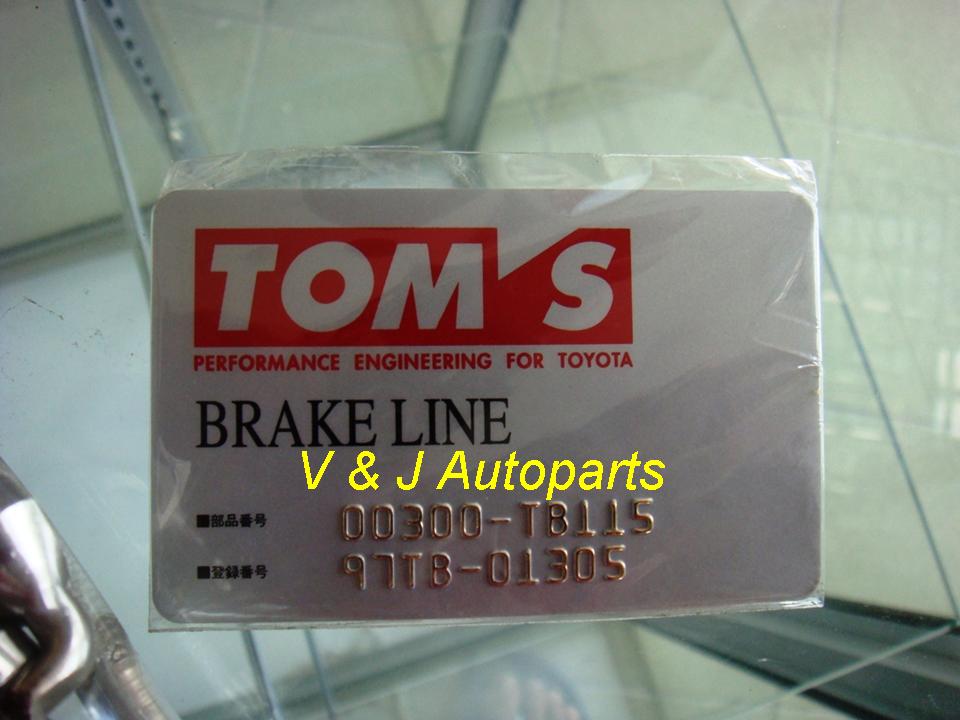 TOM'S
PERFORMANCE ENGINEERING FOR TOYOTA
BRAKE LINE
V & J Autoparts
■部品番号 00300-TB115
■登録番号 97TB-01305